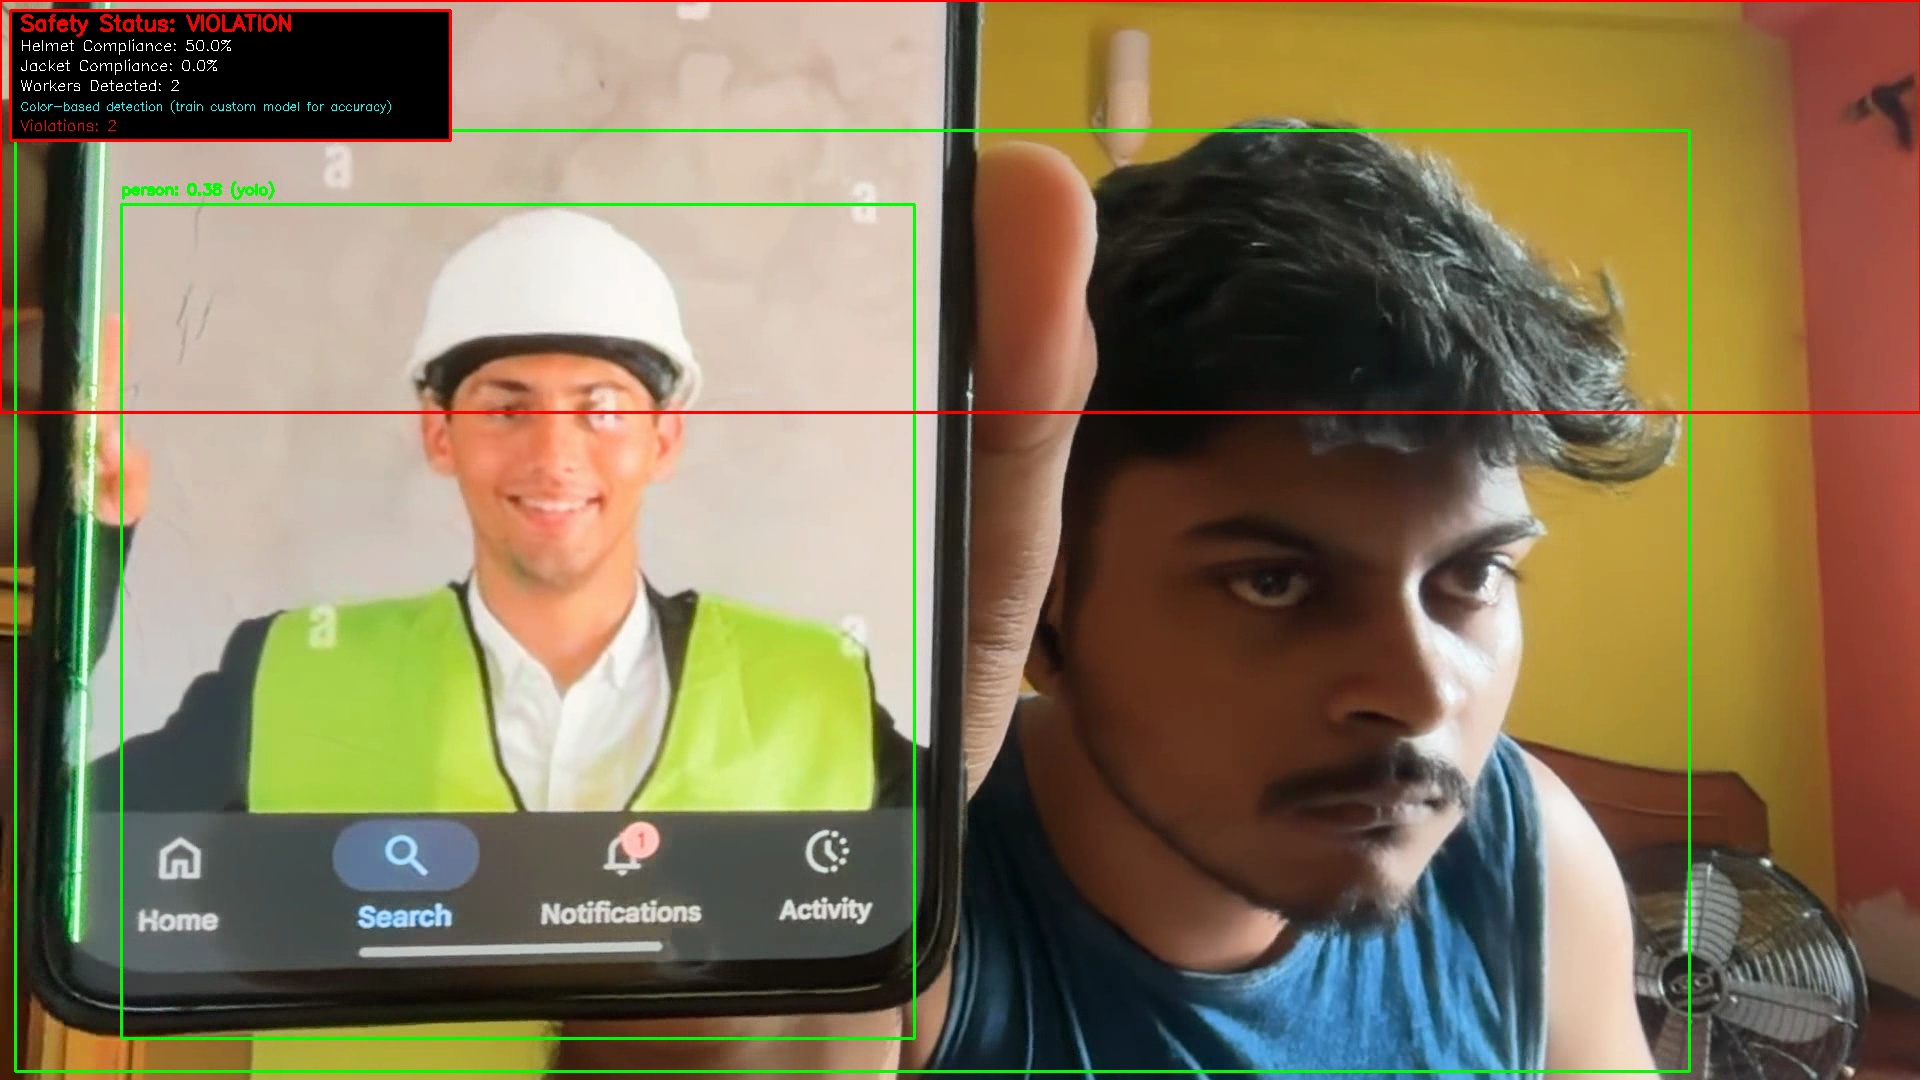 Safety Status: VIOLATION
Helmet Compliance: 50.0%
Jacket Compliance: 0.0%
Workers Detected: 2
Color-based detection (train custom model for accuracy)
Violations: 2
a
a
person: 0.38 (yolo)
a
a
a
1
Home
Search
Notifications
Activity